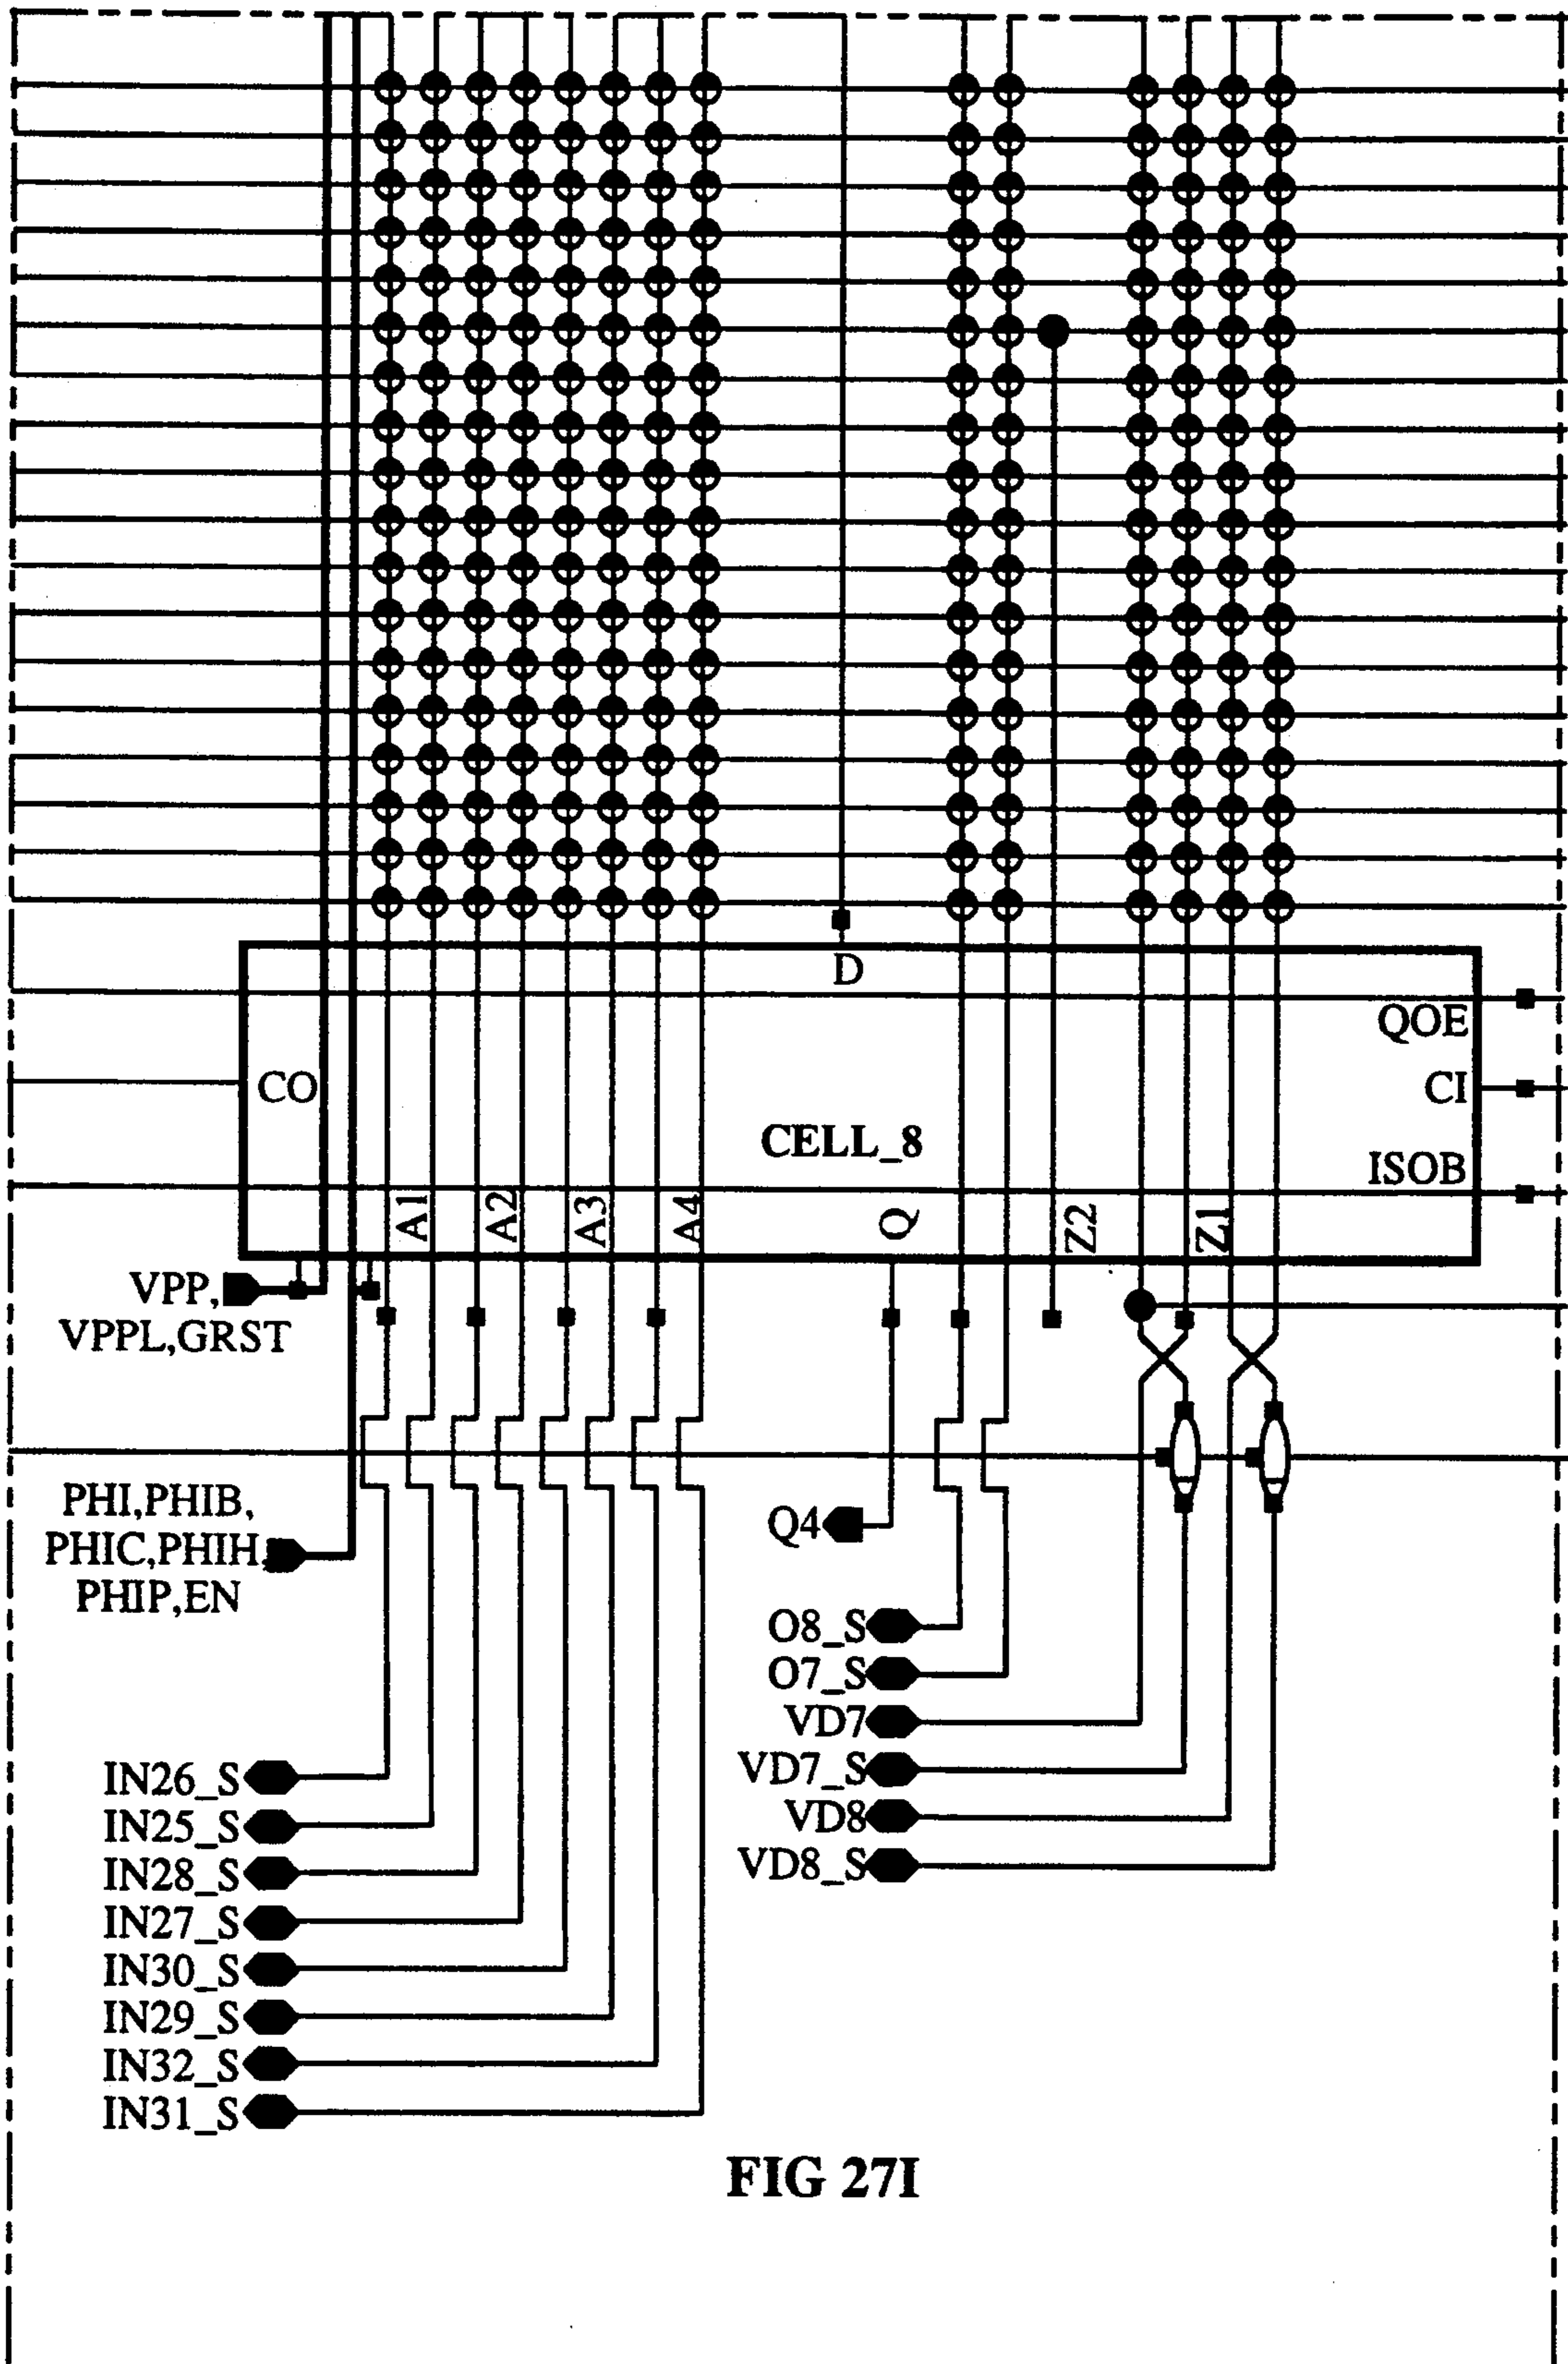 D
QOE
CO
CI
CELL_8
ISOB
A1
A2
A3
A4
Q
Z2
Z1
VPP,
VPPL,GRST
PHI,PHIB,
PHIC,PHIH,
PHIP,EN
Q4
O8_S
O7_S
VD7
VD7_S
VD8
VD8_S
IN26_S
IN25_S
IN28_S
IN27_S
IN30_S
IN29_S
IN32_S
IN31_S
FIG 27I